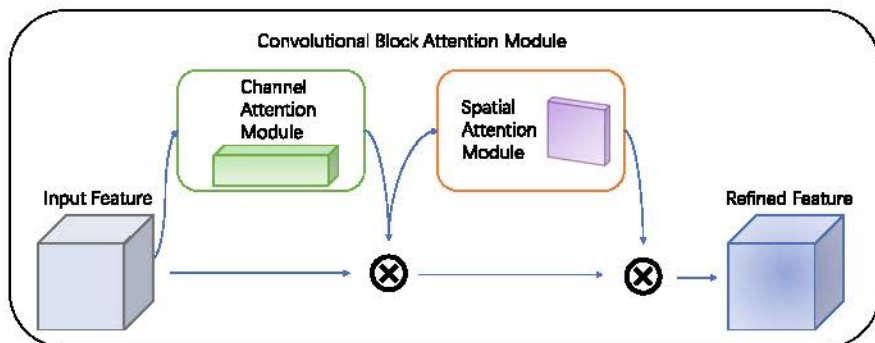 Convolutional Block Attention Module
Channel
Attention
Module
Spatial
Attention
Module
Input Feature
Refined Feature